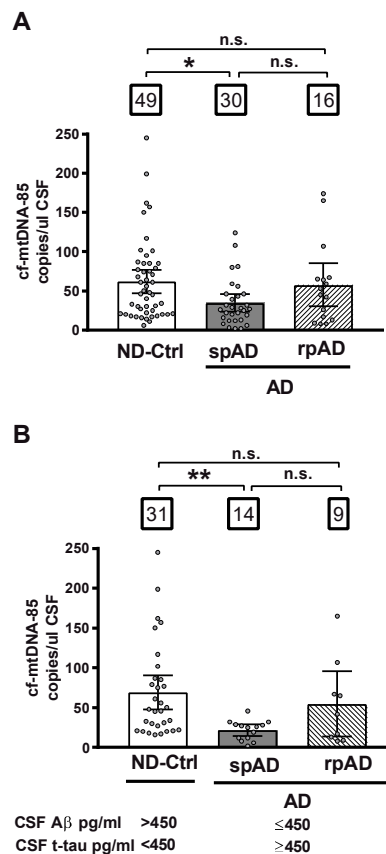 A
n.s.
* n.s.
49 30 16
250
200
150
100
50
0
cf-mtDNA-85
copies/ul CSF
ND-Ctrl spAD rpAD
AD
B
n.s.
** n.s.
31 14 9
250
200
150
100
50
0
cf-mtDNA-85
copies/ul CSF
ND-Ctrl spAD rpAD
AD
CSF Aβ pg/ml >450 ≤450
CSF t-tau pg/ml <450 ≥450